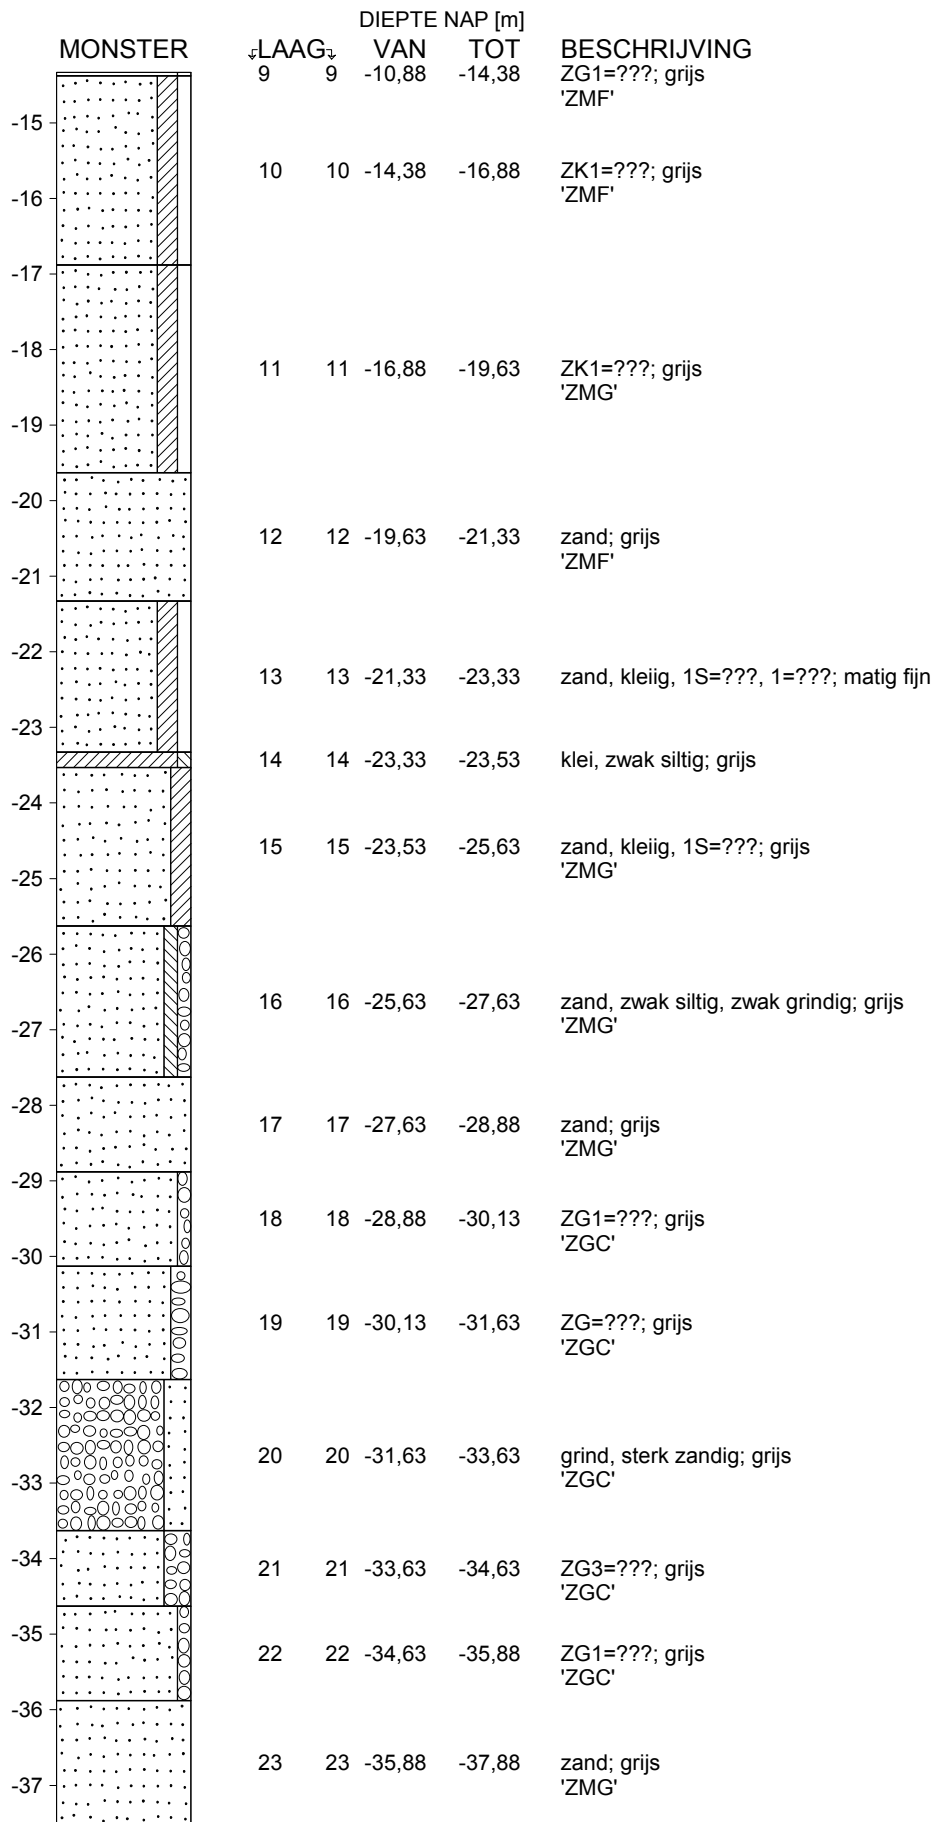 DIEPTE NAP [m]
MONSTER LAAG VAN TOT BESCHRIJVING
9 9 -10,88 -14,38 ZG1=???; grijs
'ZMF'
-15
10 10 -14,38 -16,88 ZK1=???; grijs
'ZMF'
-16
-17
-18
11 11 -16,88 -19,63 ZK1=???; grijs
'ZMG'
-19
-20
12 12 -19,63 -21,33 zand; grijs
'ZMF'
-21
-22
13 13 -21,33 -23,33 zand, kleiig, 1S=???, 1=???; matig fijn
-23
14 14 -23,33 -23,53 klei, zwak siltig; grijs
-24
15 15 -23,53 -25,63 zand, kleiig, 1S=???; grijs
'ZMG'
-25
-26
16 16 -25,63 -27,63 zand, zwak siltig, zwak grindig; grijs
'ZMG'
-27
-28
17 17 -27,63 -28,88 zand; grijs
'ZMG'
-29
18 18 -28,88 -30,13 ZG1=???; grijs
'ZGC'
-30
19 19 -30,13 -31,63 ZG=???; grijs
'ZGC'
-31
-32
20 20 -31,63 -33,63 grind, sterk zandig; grijs
'ZGC'
-33
-34
21 21 -33,63 -34,63 ZG3=???; grijs
'ZGC'
-35
22 22 -34,63 -35,88 ZG1=???; grijs
'ZGC'
-36
23 23 -35,88 -37,88 zand; grijs
'ZMG'
-37